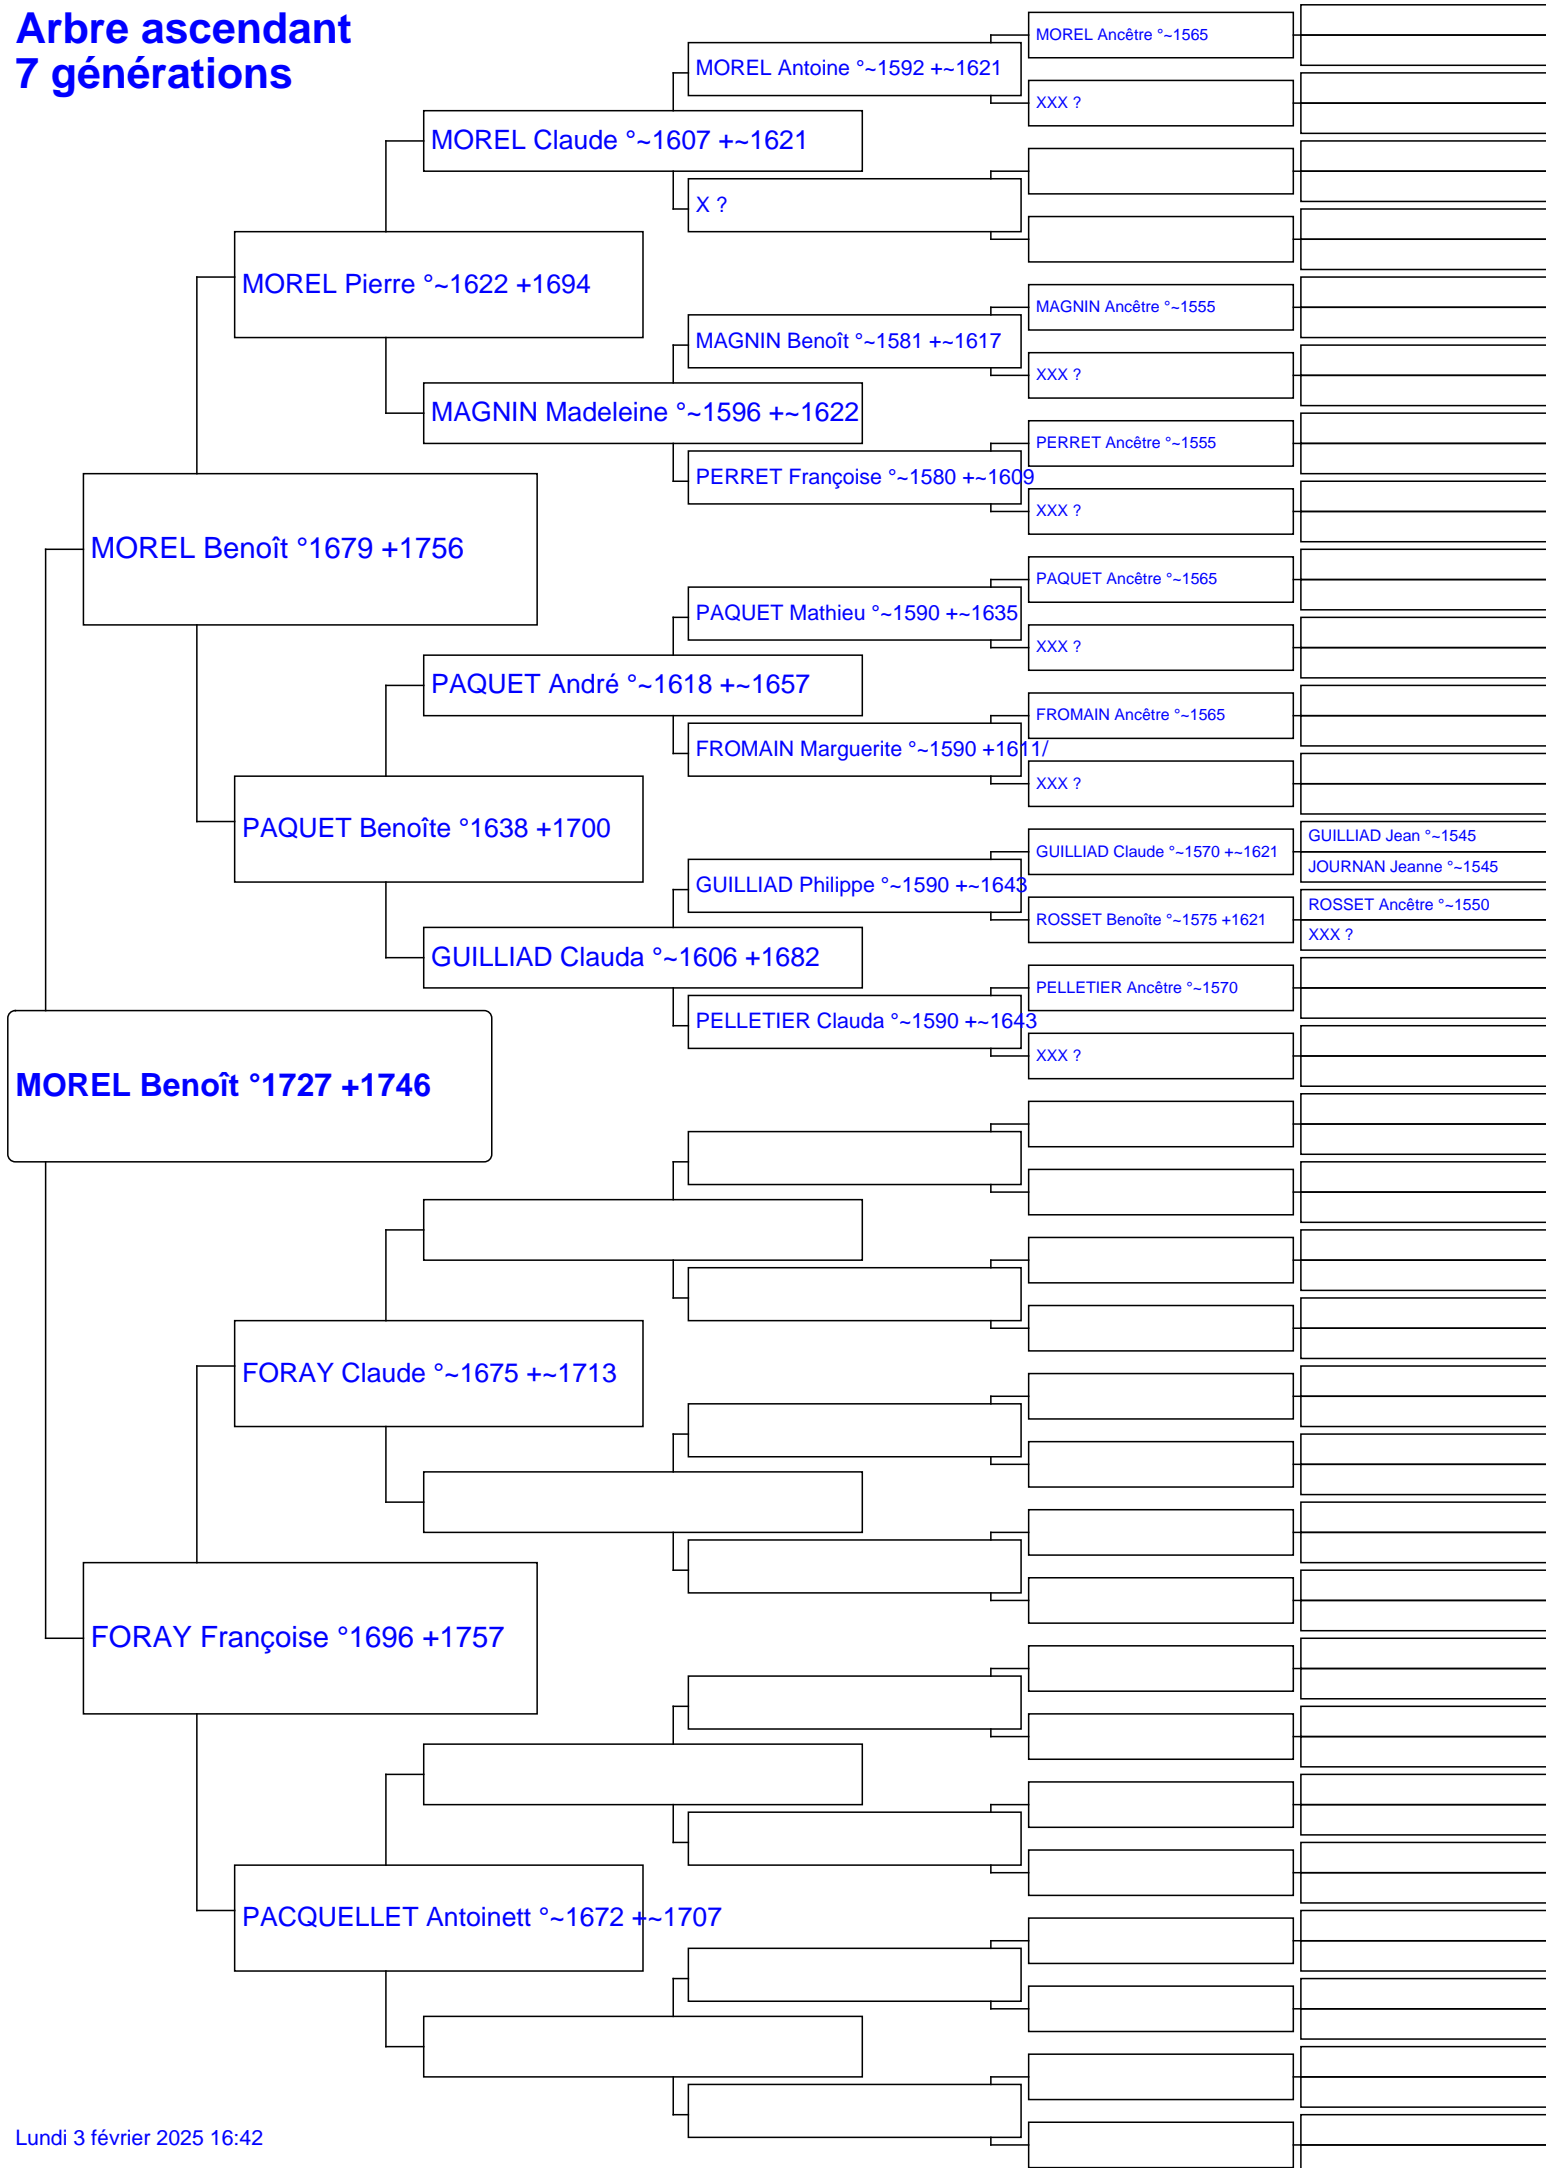 Arbre ascendant
7 générations
MOREL Ancêtre °~1565
MOREL Antoine °~1592 +~1621
XXX ?
MOREL Claude °~1607 +~1621
X ?
MOREL Pierre °~1622 +1694
MAGNIN Ancêtre °~1555
MAGNIN Benoît °~1581 +~1617
XXX ?
MAGNIN Madeleine °~1596 +~1622
PERRET Ancêtre °~1555
PERRET Françoise °~1580 +~1609
XXX ?
MOREL Benoît °1679 +1756
PAQUET Ancêtre °~1565
PAQUET Mathieu °~1590 +~1635
XXX ?
PAQUET André °~1618 +~1657
FROMAIN Ancêtre °~1565
FROMAIN Marguerite °~1590 +1611/
XXX ?
PAQUET Benoîte °1638 +1700
GUILLIAD Jean °~1545
GUILLIAD Claude °~1570 +~1621
JOURNAN Jeanne °~1545
GUILLIAD Philippe °~1590 +~1643
ROSSET Ancêtre °~1550
ROSSET Benoîte °~1575 +1621
XXX ?
GUILLIAD Clauda °~1606 +1682
PELLETIER Ancêtre °~1570
PELLETIER Clauda °~1590 +~1643
XXX ?
MOREL Benoît °1727 +1746
FORAY Claude °~1675 +~1713
FORAY Françoise °1696 +1757
PACQUELLET Antoinett °~1672 +~1707
Lundi 3 février 2025 16:42